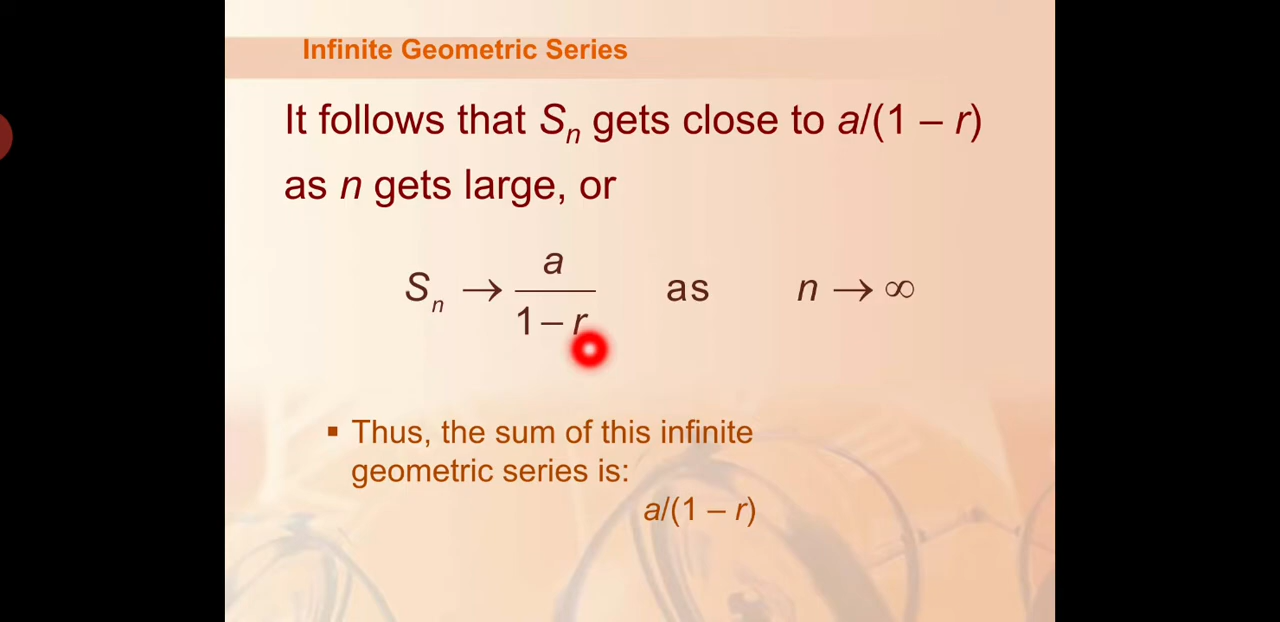 Infinite Geometric Series
It follows that Sₙ gets close to a/(1 – r)
as n gets large, or
Sₙ → a/(1 – r) as n → ∞
▪ Thus, the sum of this infinite
geometric series is:
a/(1 – r)